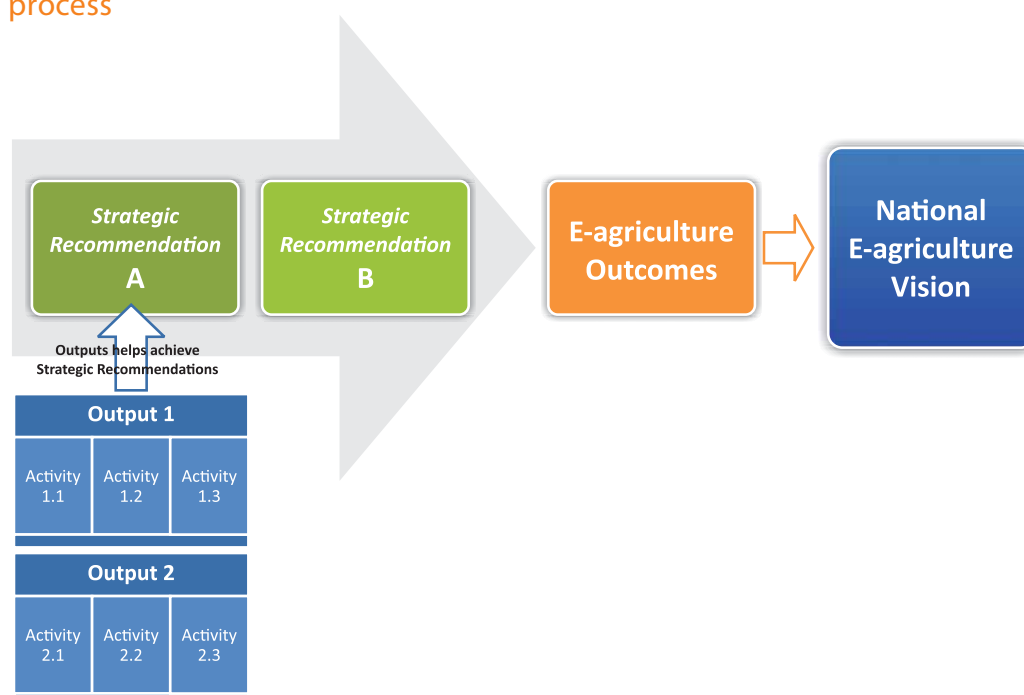 process
Strategic
Recommendation
A
Strategic
Recommendation
B
E-agriculture
Outcomes
National
E-agriculture
Vision
Outputs helps achieve
Strategic Recommendations
Output 1
Activity
1.1
Activity
1.2
Activity
1.3
Output 2
Activity
2.1
Activity
2.2
Activity
2.3